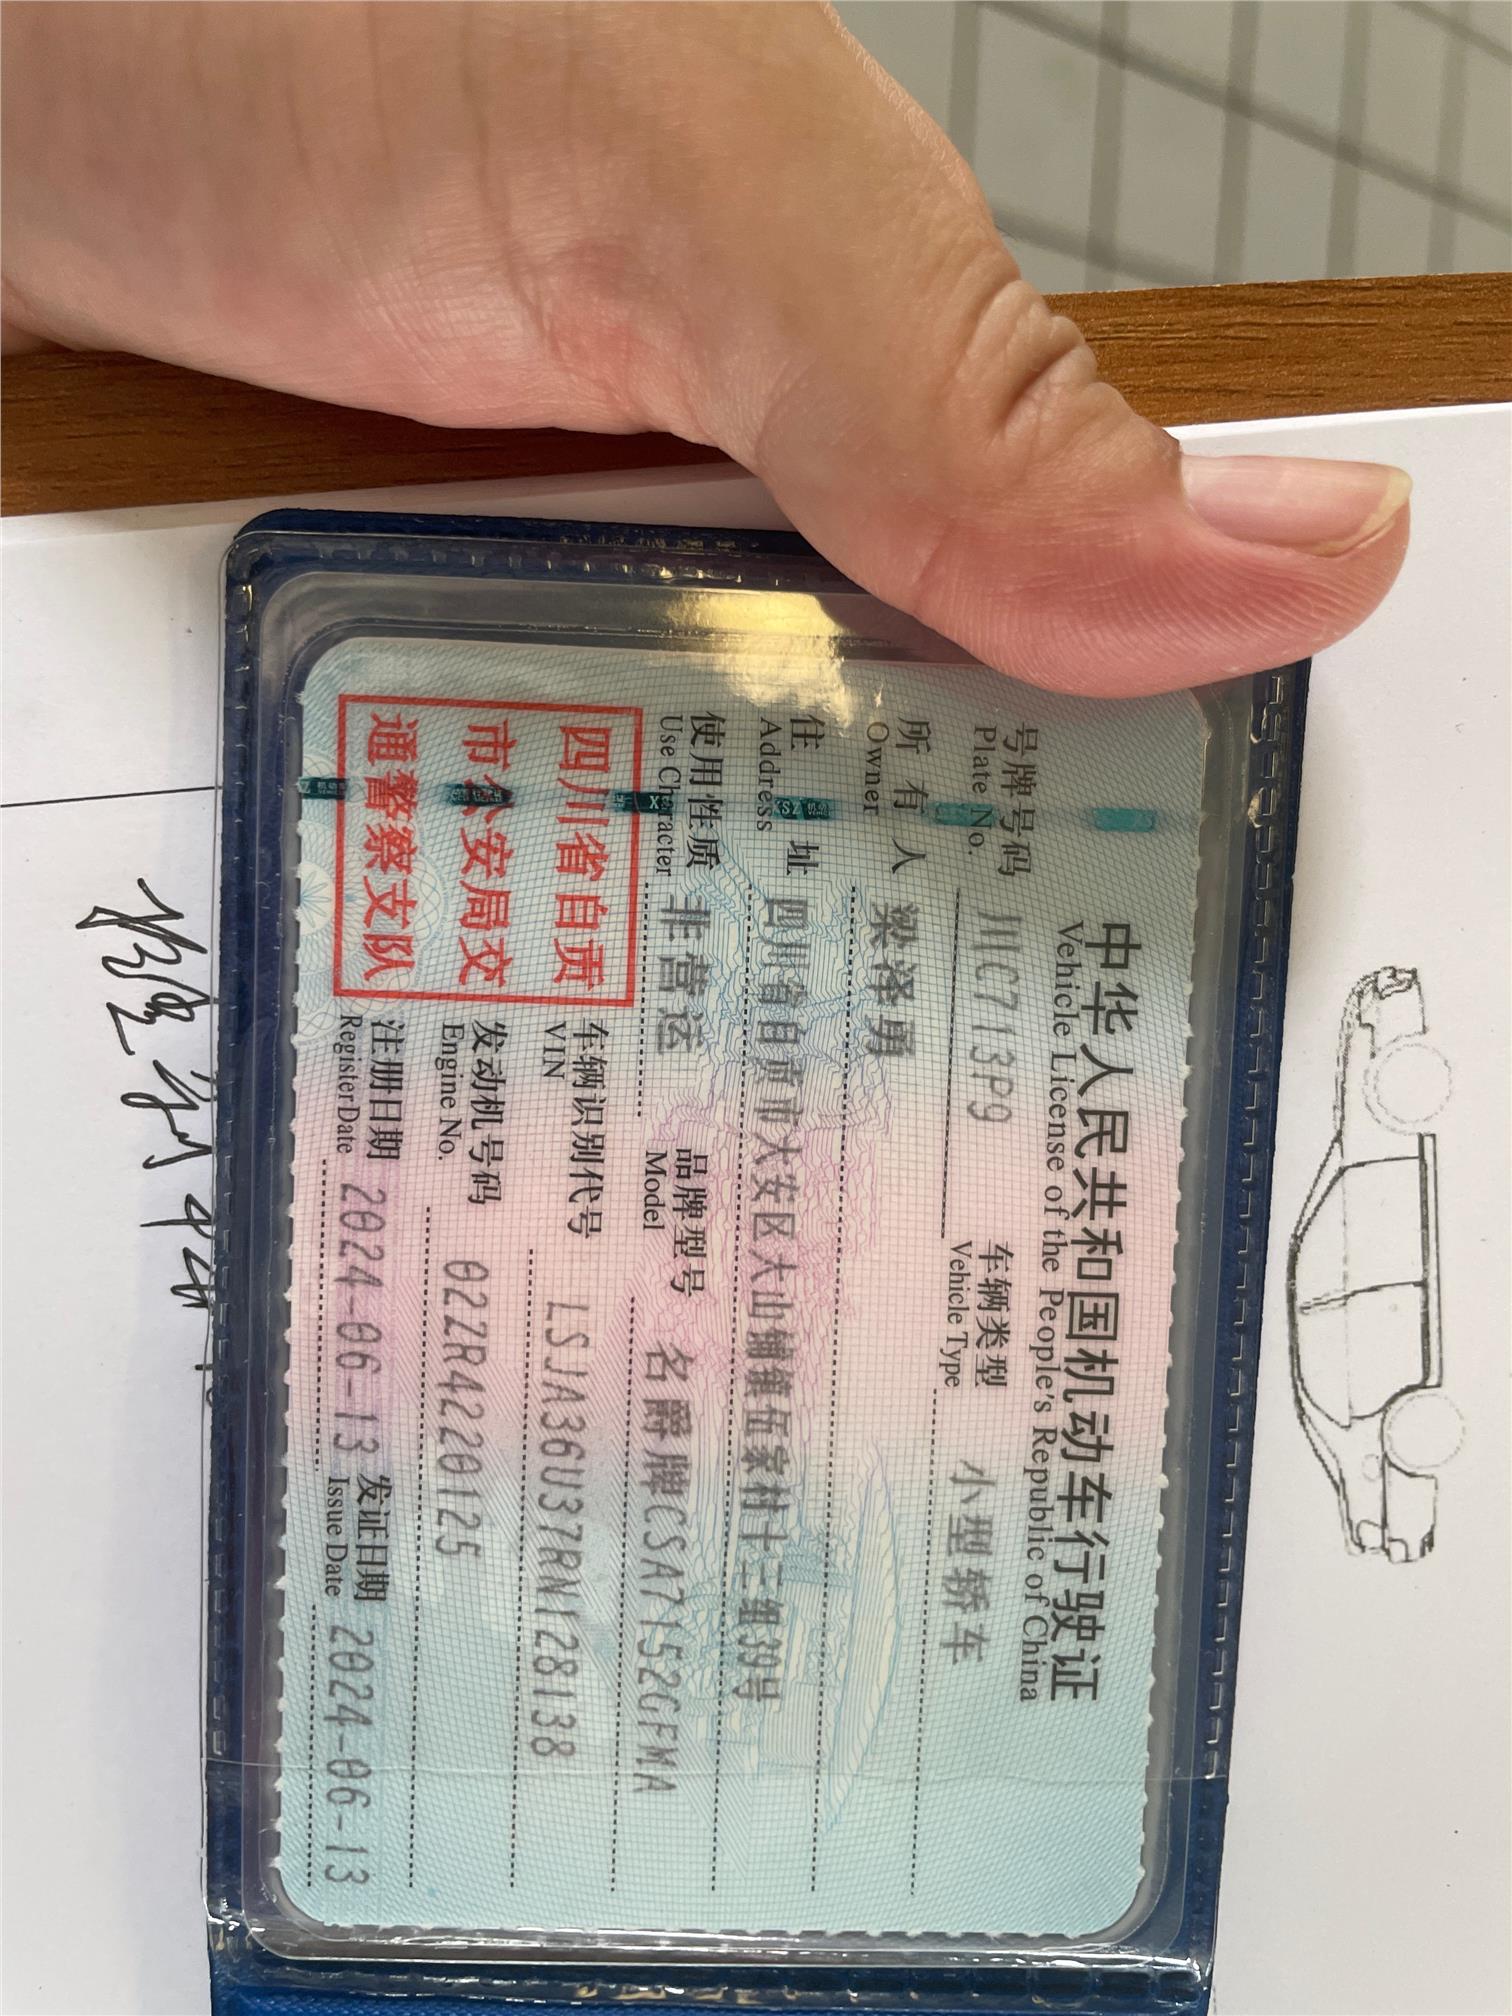 中华人民共和国机动车行驶证
Vehicle License of the People's Republic of China
号牌号码 川C713P9 车辆类型 小型轿车
Plate No. Vehicle Type
所有人 梁泽勇
Owner
住址 四川省自贡市大安区大山铺镇伍家村十三组39号
Address
使用性质 非营运 品牌型号 名爵牌CSA7152GFMA
Use Character Model
四川省自贡
市公安局交
通警察支队
车辆识别代号 LSJA36U37RN128138
VIN
发动机号码 02ZR4220125
Engine No.
注册日期 2024-06-13 发证日期 2024-06-13
Register Date Issue Date